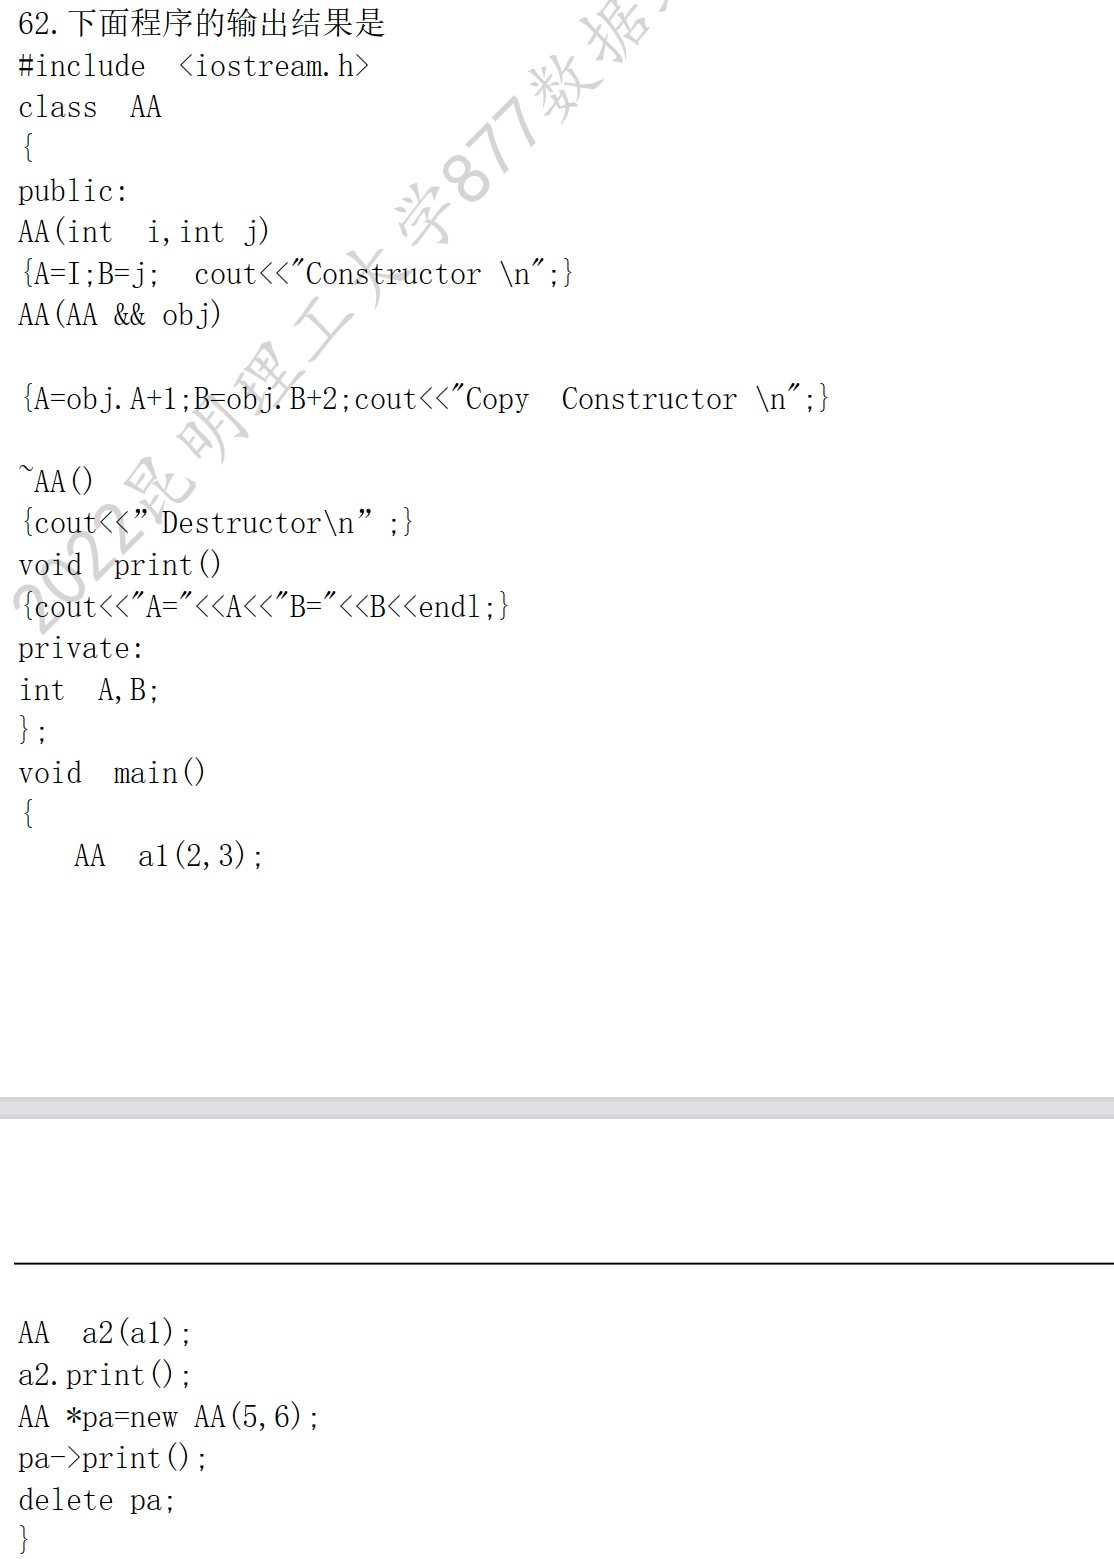 62.下面程序的输出结果是
#include  <iostream.h>
class  AA
{
public:
AA(int  i,int j)
{A=I;B=j;  cout<<"Constructor \n";}
AA(AA && obj)
{A=obj.A+1;B=obj.B+2;cout<<"Copy  Constructor \n";}
~AA()
{cout<<”Destructor\n”;}
void  print()
{cout<<"A="<<A<<"B="<<B<<endl;}
private:
int  A,B;
};
void  main()
{
AA  a1(2,3);
AA  a2(a1);
a2.print();
AA *pa=new AA(5,6);
pa->print();
delete pa;
}
2022昆明理工大学877数据